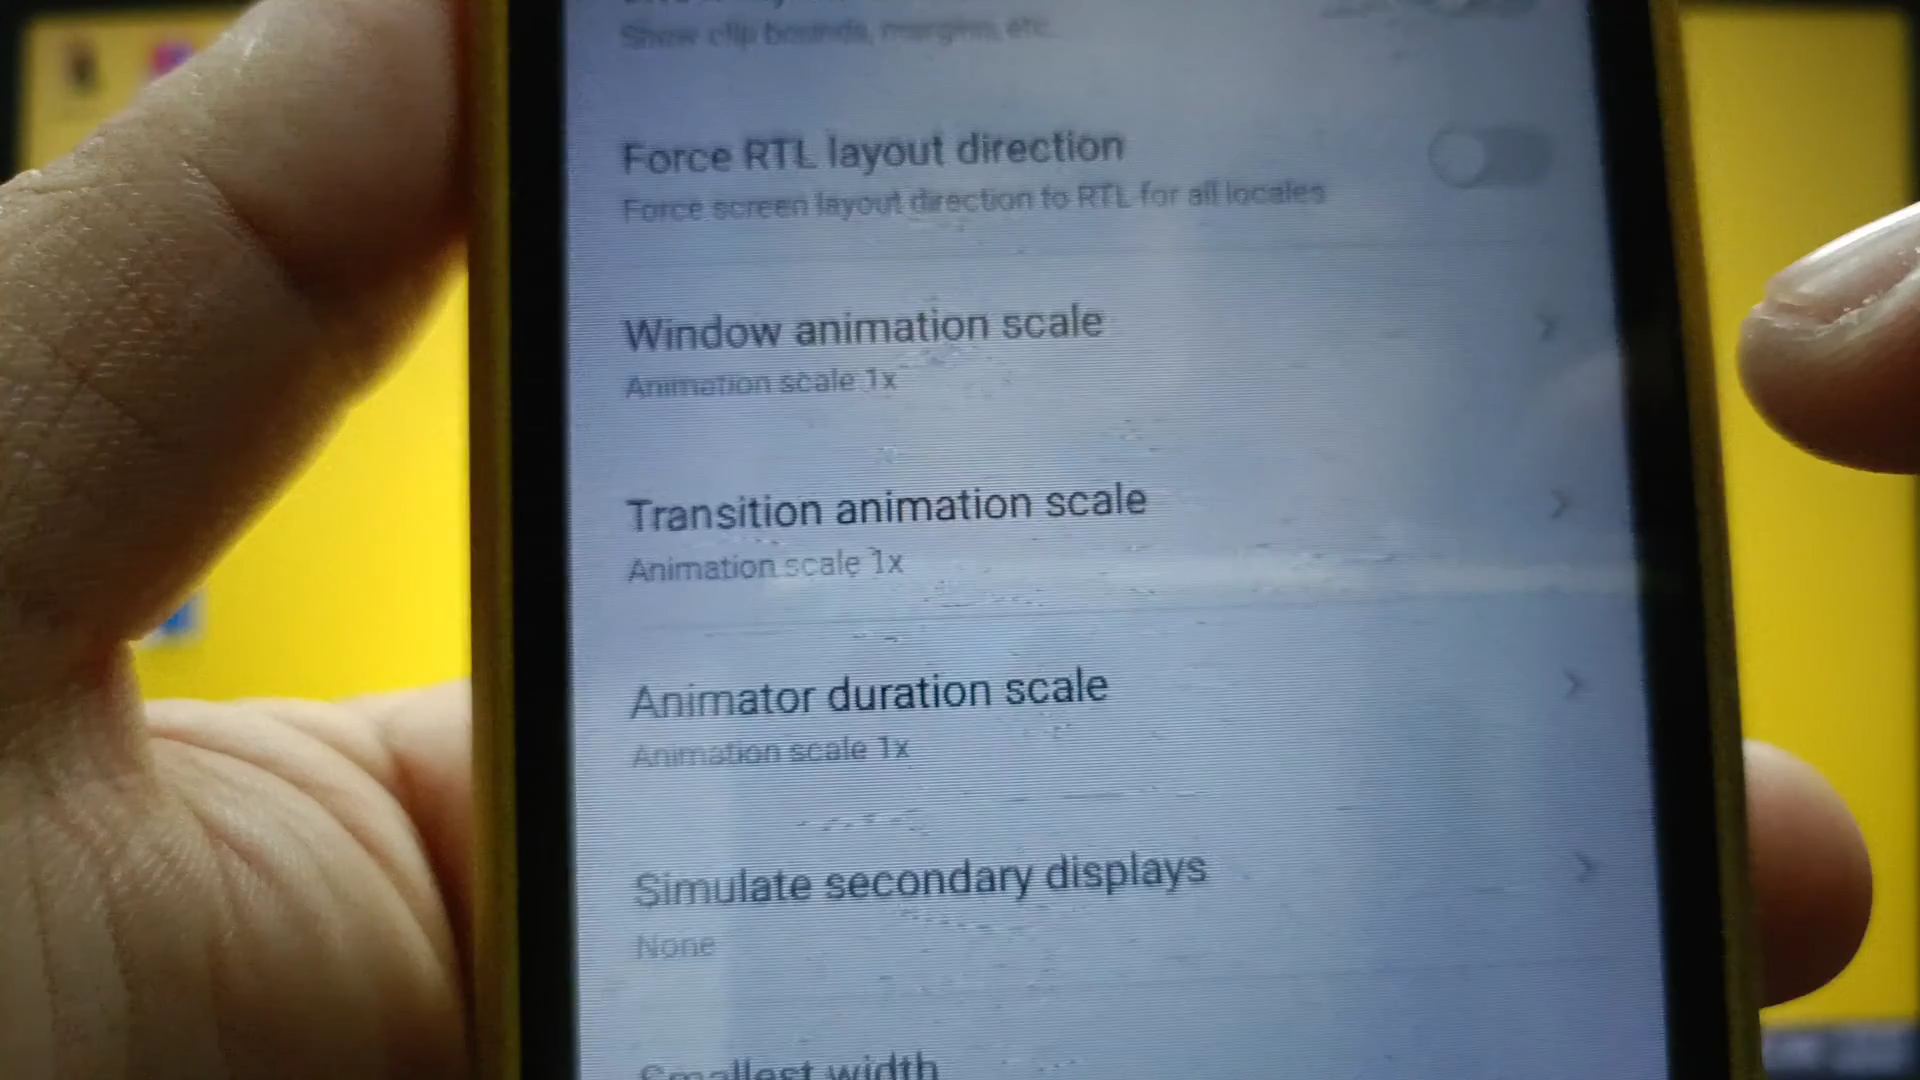 Show clip bounds, margins, etc.
Force RTL layout direction
Force screen layout direction to RTL for all locales
Window animation scale
Animation scale 1x
Transition animation scale
Animation scale 1x
Animator duration scale
Animation scale 1x
Simulate secondary displays
None
Smallest width